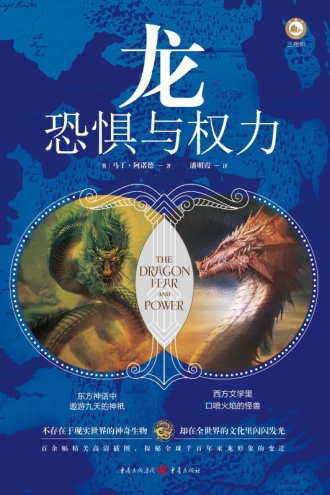 三棱镜
龙
恐惧与权力
［英］马丁·阿诺德 — 著 潘明霞 — 译
THE
DRAGON
FEAR
AND
POWER
东方神话中
遨游九天的神祇
西方文学里
口喷火焰的怪兽
不存在于现实世界的神奇生物 却在全世界的文化里闪闪发光
百余幅精美高清插图，探秘全球千百年来龙形象的变迁
重庆出版集团 重庆出版社